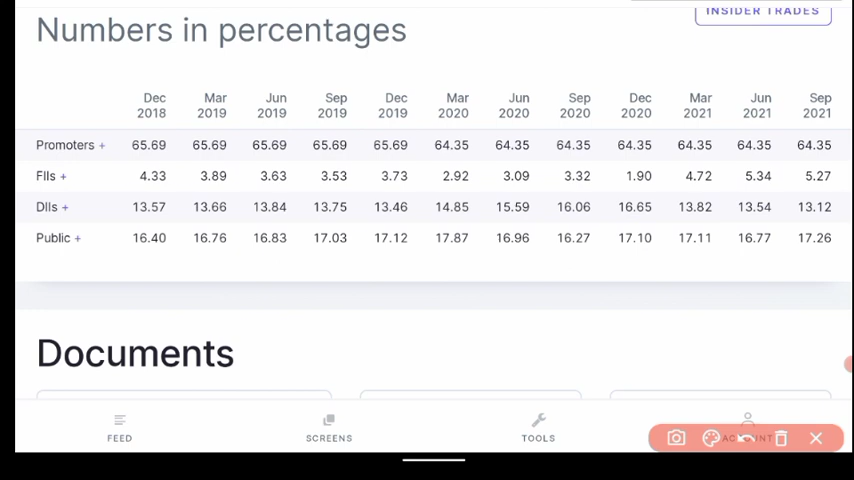 INSIDER TRADES
Numbers in percentages
Dec 2018 Mar 2019 Jun 2019 Sep 2019 Dec 2019 Mar 2020 Jun 2020 Sep 2020 Dec 2020 Mar 2021 Jun 2021 Sep 2021
Promoters + 65.69 65.69 65.69 65.69 65.69 64.35 64.35 64.35 64.35 64.35 64.35 64.35
FIIs + 4.33 3.89 3.63 3.53 3.73 2.92 3.09 3.32 1.90 4.72 5.34 5.27
DIIs + 13.57 13.66 13.84 13.75 13.46 14.85 15.59 16.06 16.65 13.82 13.54 13.12
Public + 16.40 16.76 16.83 17.03 17.12 17.87 16.96 16.27 17.10 17.11 16.77 17.26
Documents
FEED SCREENS TOOLS